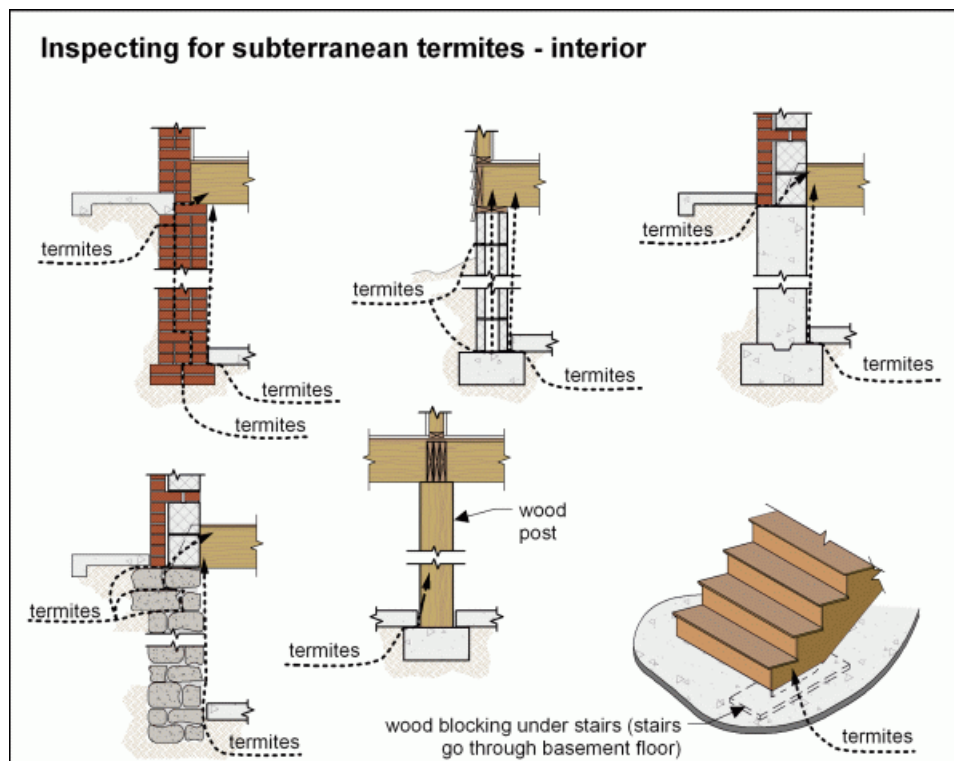 Inspecting for subterranean termites - interior
termites
termites
termites
termites
termites
termites
termites
termites
termites
wood
post
termites
wood blocking under stairs (stairs
go through basement floor)
termites